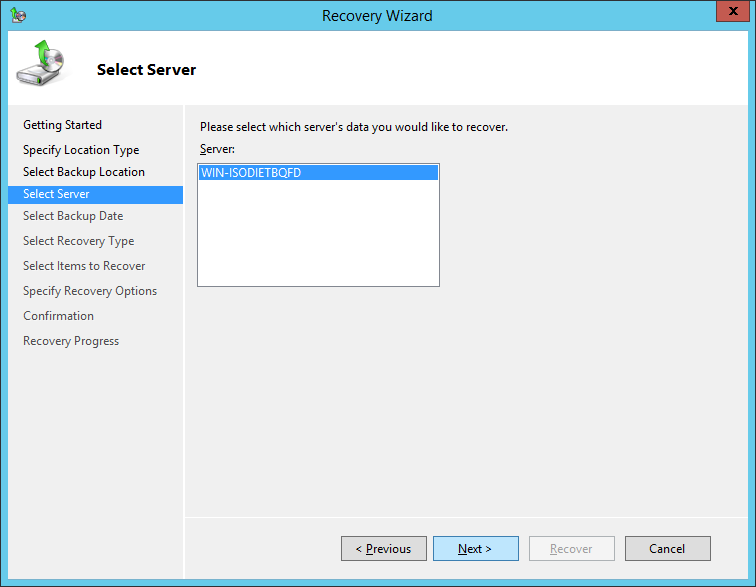 Recovery Wizard
x
Select Server
Getting Started
Specify Location Type
Select Backup Location
Select Server
Select Backup Date
Select Recovery Type
Select Items to Recover
Specify Recovery Options
Confirmation
Recovery Progress
Please select which server's data you would like to recover.
Server:
WIN-ISODIETBQFD
< Previous
Next >
Recover
Cancel